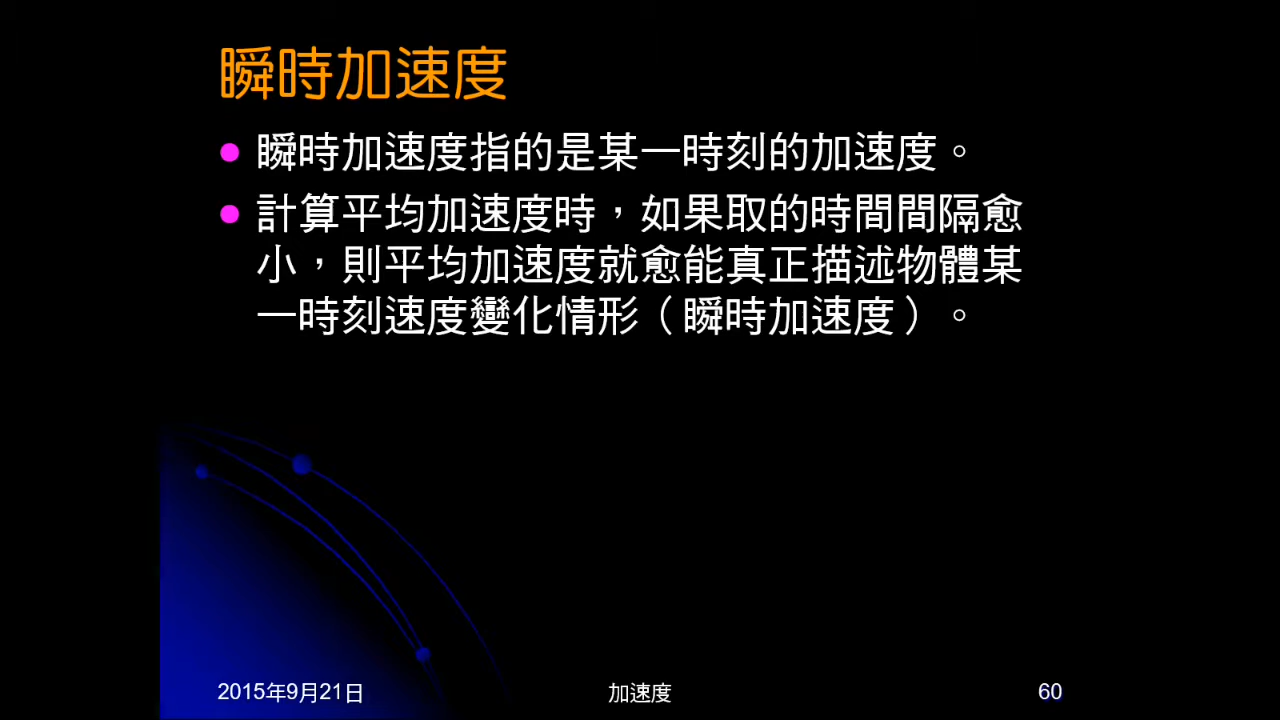 瞬時加速度
瞬時加速度指的是某一時刻的加速度。
計算平均加速度時，如果取的時間間隔愈
小，則平均加速度就愈能真正描述物體某
一時刻速度變化情形（瞬時加速度）。
2015年9月21日
加速度
60